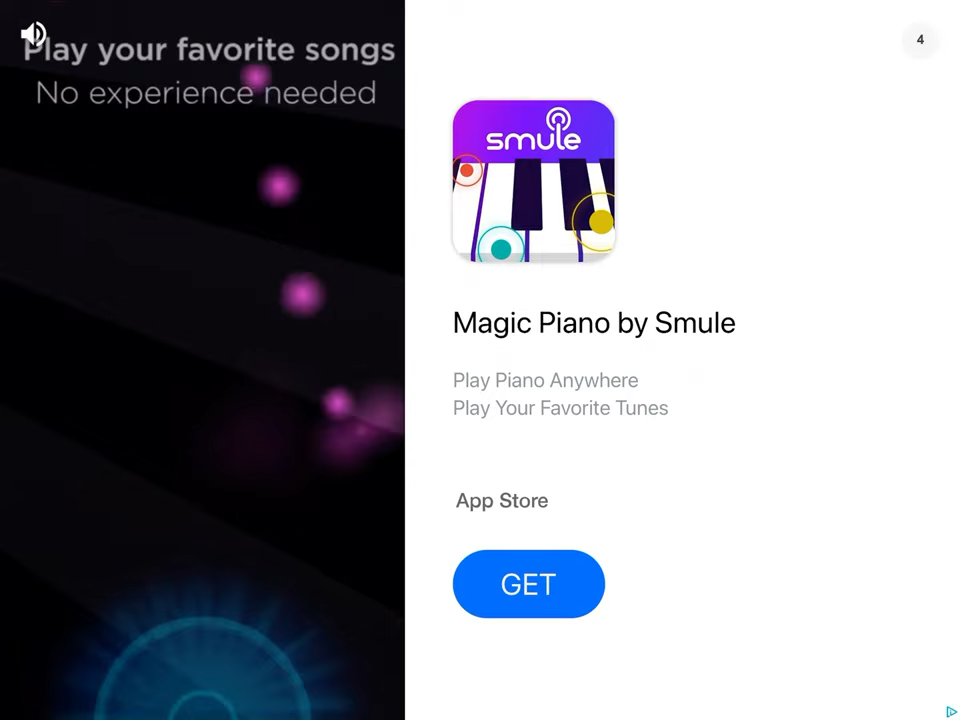 Play your favorite songs
No experience needed
4
smule
Magic Piano by Smule
Play Piano Anywhere
Play Your Favorite Tunes
App Store
GET